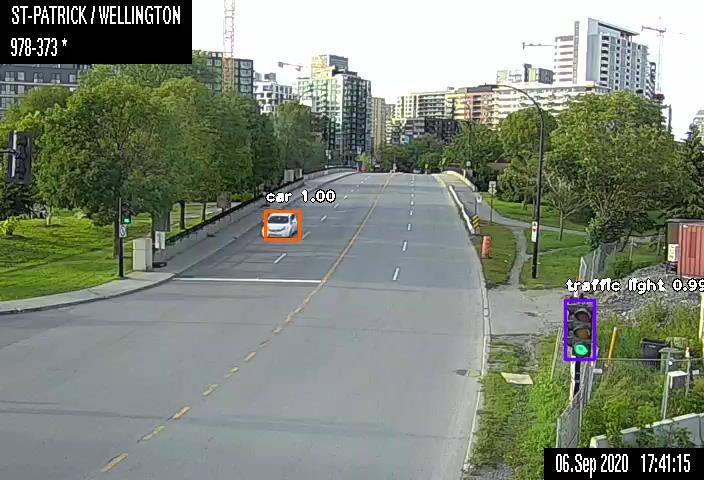 ST-PATRICK / WELLINGTON
978-373 *
car 1.00
traffic light 0.99
06.Sep 2020 17:41:15